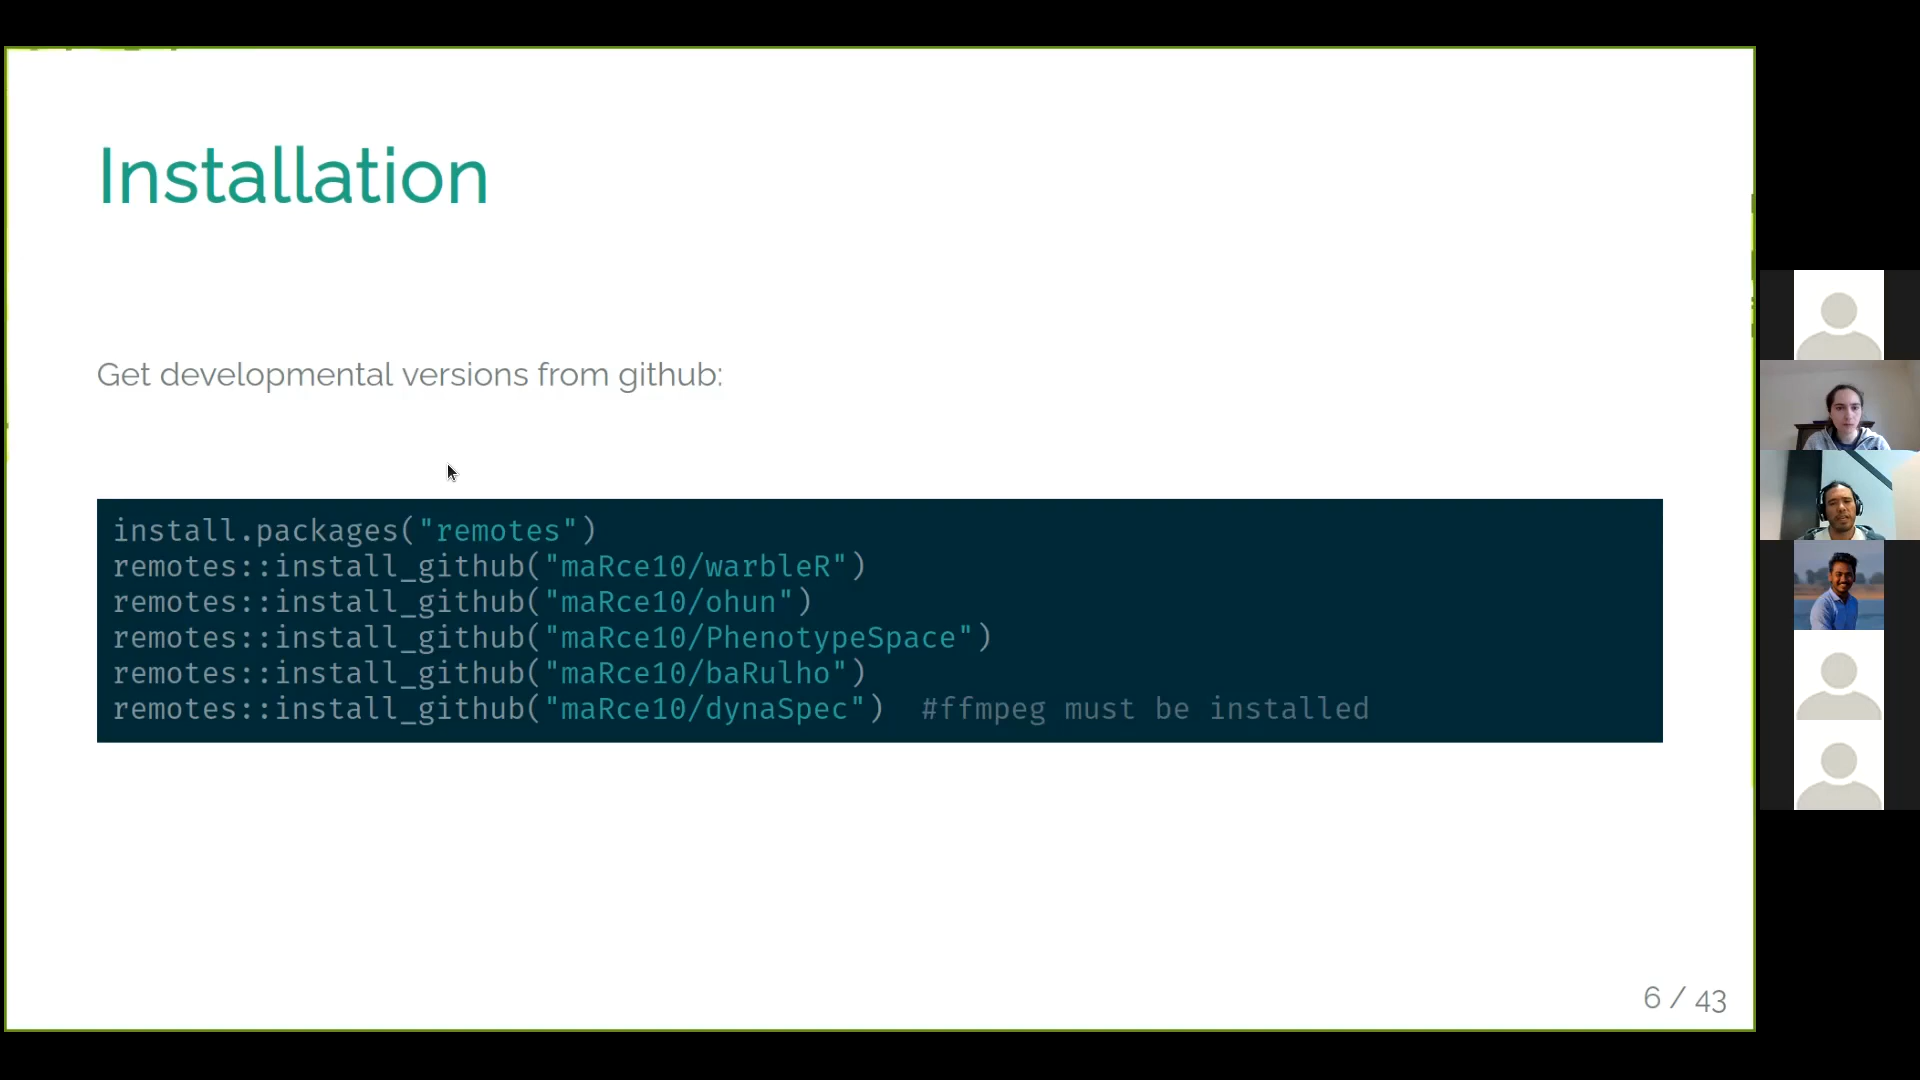 Installation
Get developmental versions from github:
install.packages("remotes")
remotes::install_github("maRce10/warbleR")
remotes::install_github("maRce10/ohun")
remotes::install_github("maRce10/PhenotypeSpace")
remotes::install_github("maRce10/baRulho")
remotes::install_github("maRce10/dynaSpec")  #ffmpeg must be installed
6 / 43